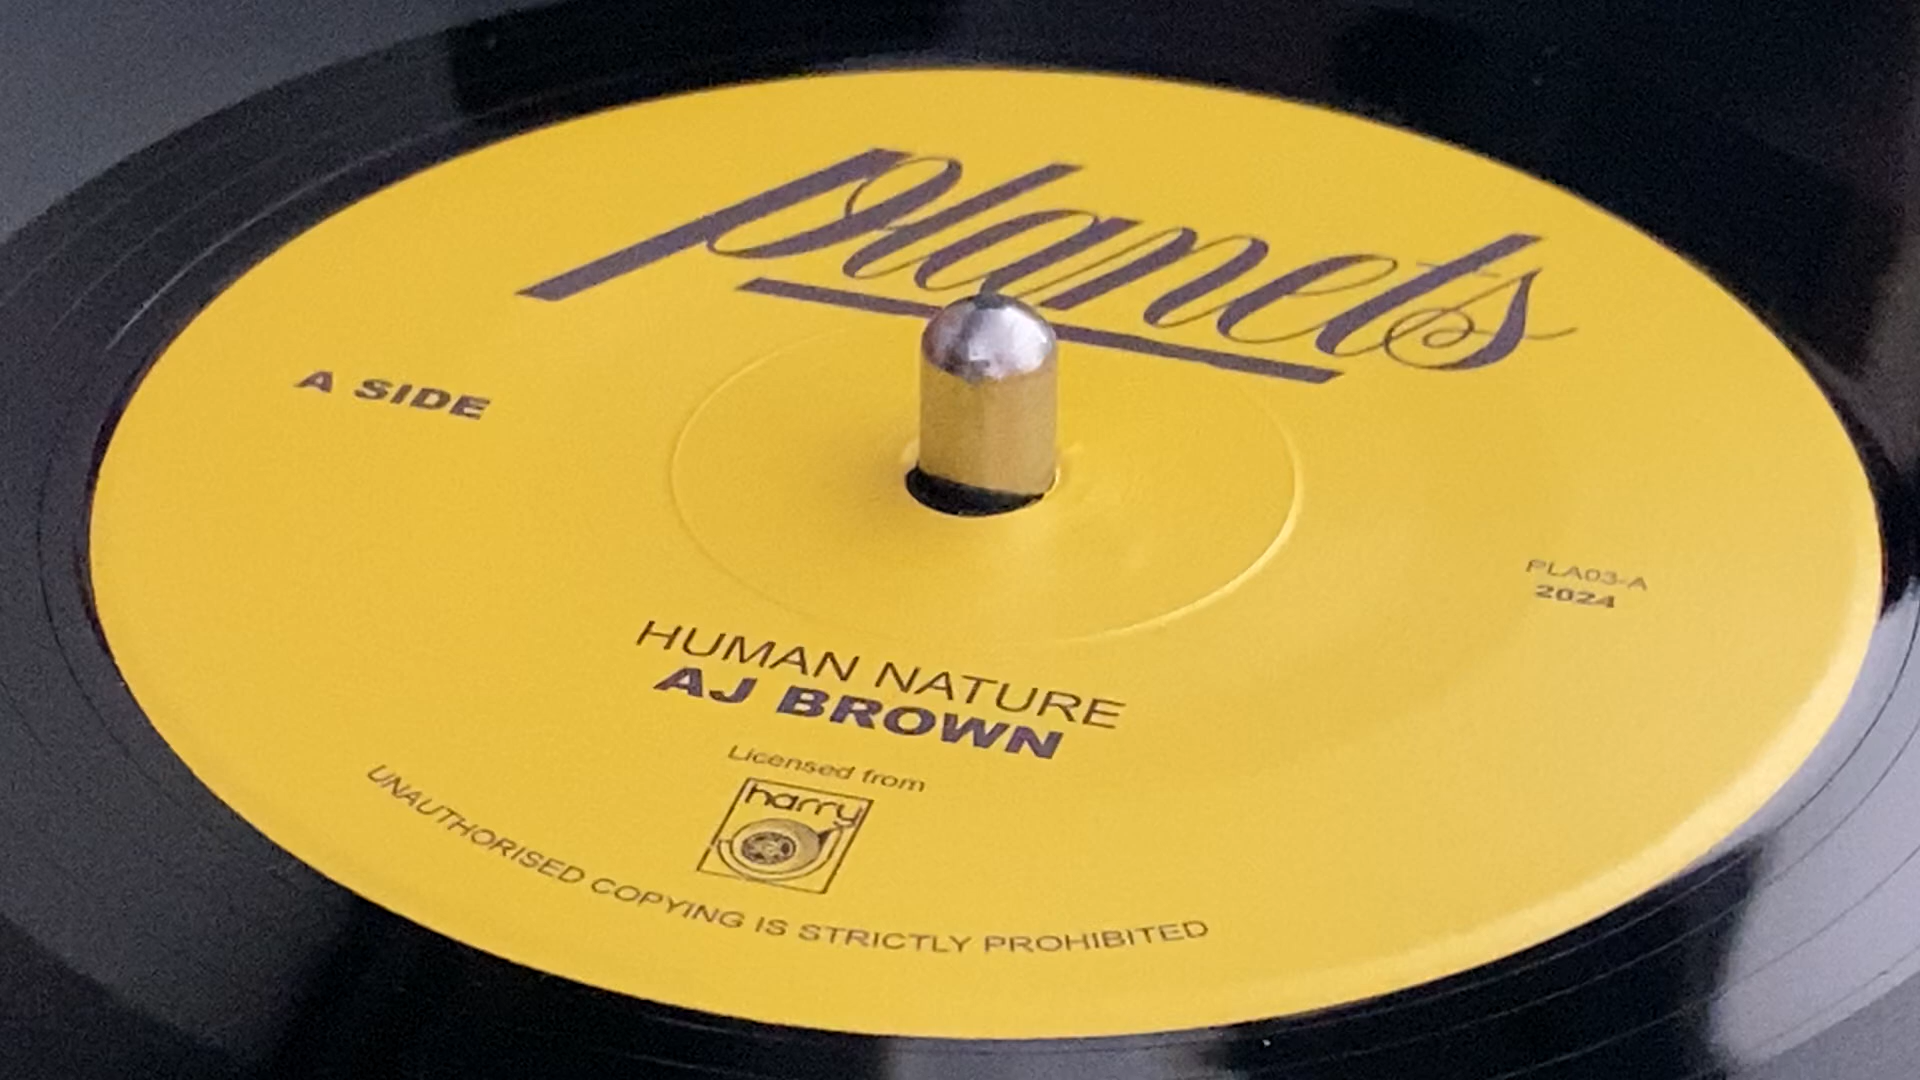 planets
A SIDE
PLA03-A
2024
HUMAN NATURE
AJ BROWN
Licensed from
harry
UNAUTHORISED COPYING IS STRICTLY PROHIBITED